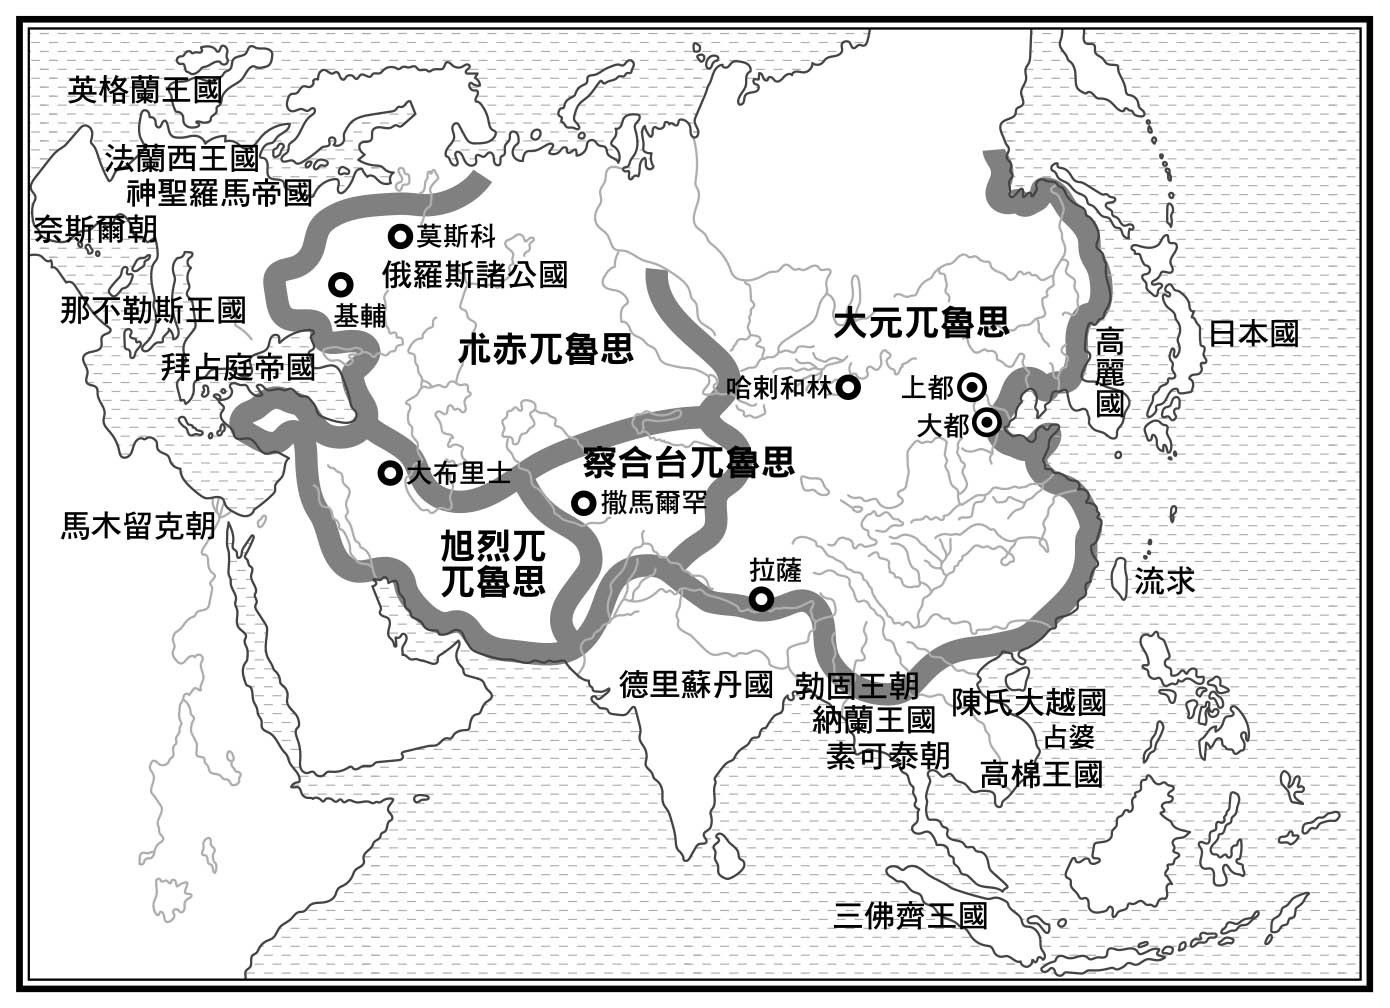 英格蘭王國
法蘭西王國
神聖羅馬帝國
奈斯爾朝
莫斯科
俄羅斯諸公國
基輔
那不勒斯王國
拜占庭帝國
朮赤兀魯思
大元兀魯思
日本國
高麗國
哈剌和林
上都
大都
察合台兀魯思
大布里士
撒馬爾罕
馬木留克朝
旭烈兀
兀魯思
拉薩
流求
德里蘇丹國
勃固王朝
納蘭王國
素可泰朝
陳氏大越國
占婆
高棉王國
三佛齊王國